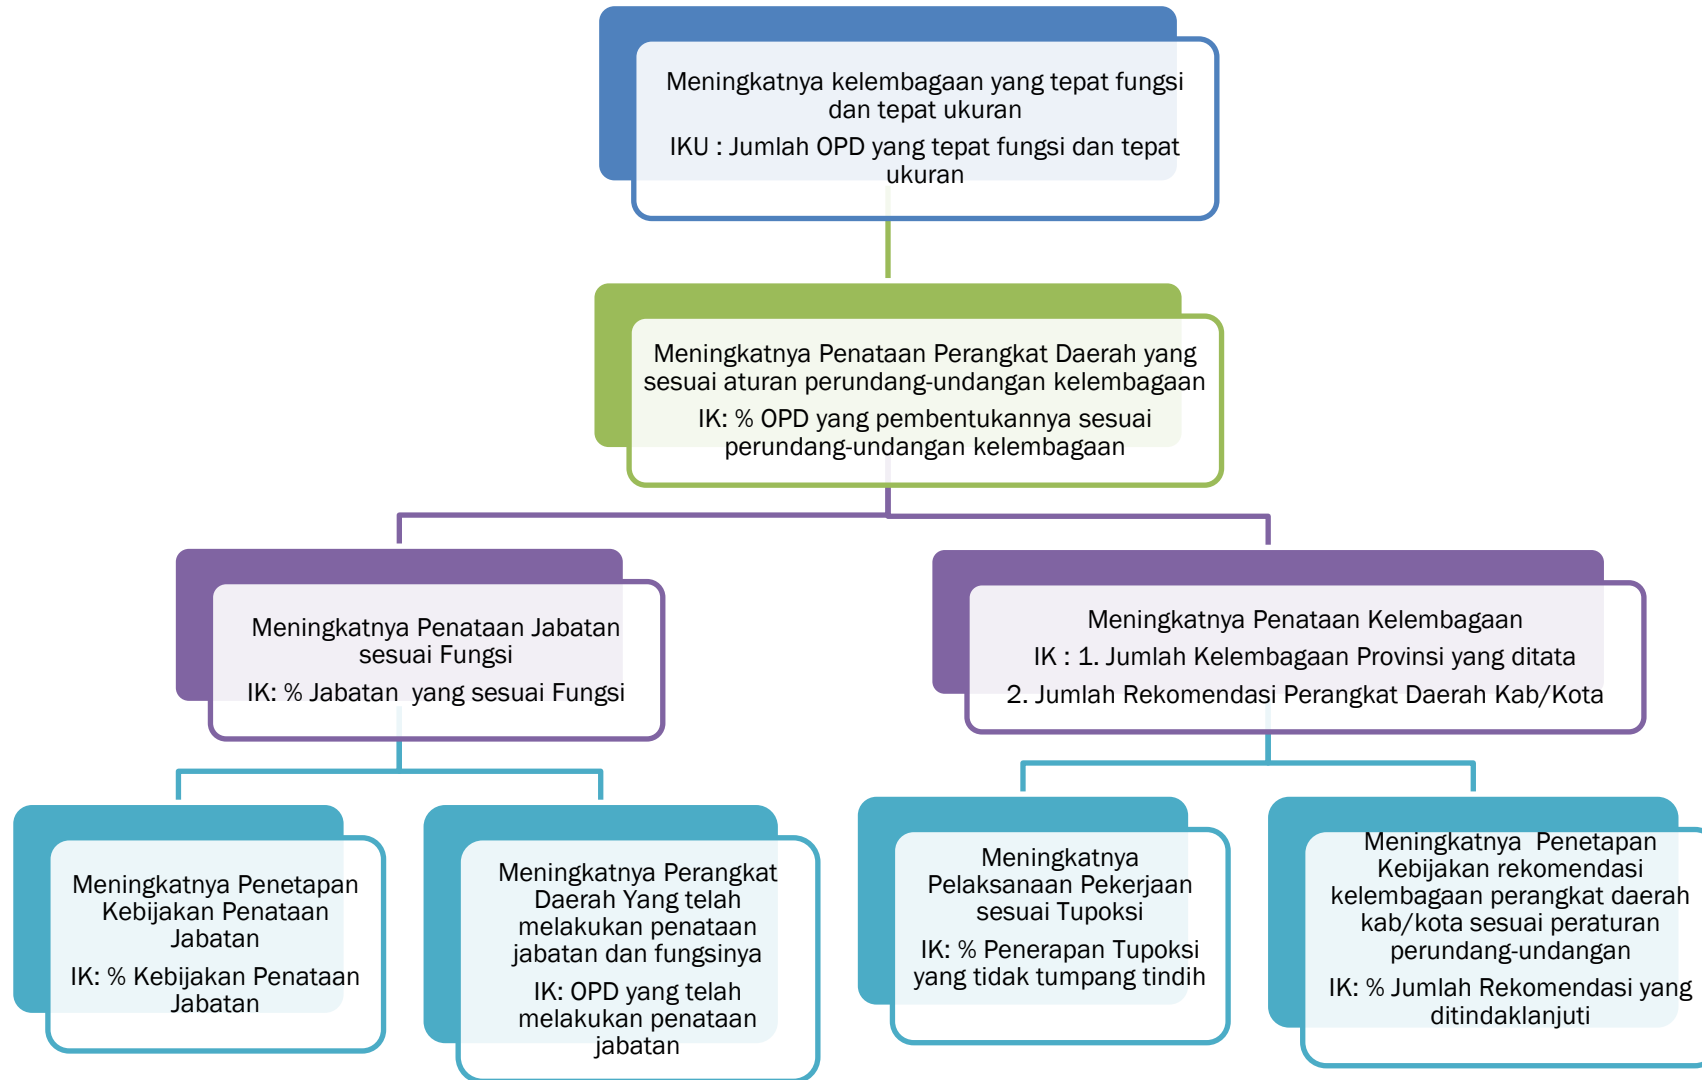 Meningkatnya kelembagaan yang tepat fungsi
dan tepat ukuran
IKU : Jumlah OPD yang tepat fungsi dan tepat
ukuran
Meningkatnya Penataan Perangkat Daerah yang
sesuai aturan perundang-undangan kelembagaan
IK: % OPD yang pembentukannya sesuai
perundang-undangan kelembagaan
Meningkatnya Penataan Jabatan
sesuai Fungsi
IK: % Jabatan  yang sesuai Fungsi
Meningkatnya Penataan Kelembagaan
IK : 1. Jumlah Kelembagaan Provinsi yang ditata
2. Jumlah Rekomendasi Perangkat Daerah Kab/Kota
Meningkatnya Penetapan
Kebijakan Penataan
Jabatan
IK: % Kebijakan Penataan
Jabatan
Meningkatnya Perangkat
Daerah Yang telah
melakukan penataan
jabatan dan fungsinya
IK: OPD yang telah
melakukan penataan
jabatan
Meningkatnya
Pelaksanaan Pekerjaan
sesuai Tupoksi
IK: % Penerapan Tupoksi
yang tidak tumpang tindih
Meningkatnya  Penetapan
Kebijakan rekomendasi
kelembagaan perangkat daerah
kab/kota sesuai peraturan
perundang-undangan
IK: % Jumlah Rekomendasi yang
ditindaklanjuti